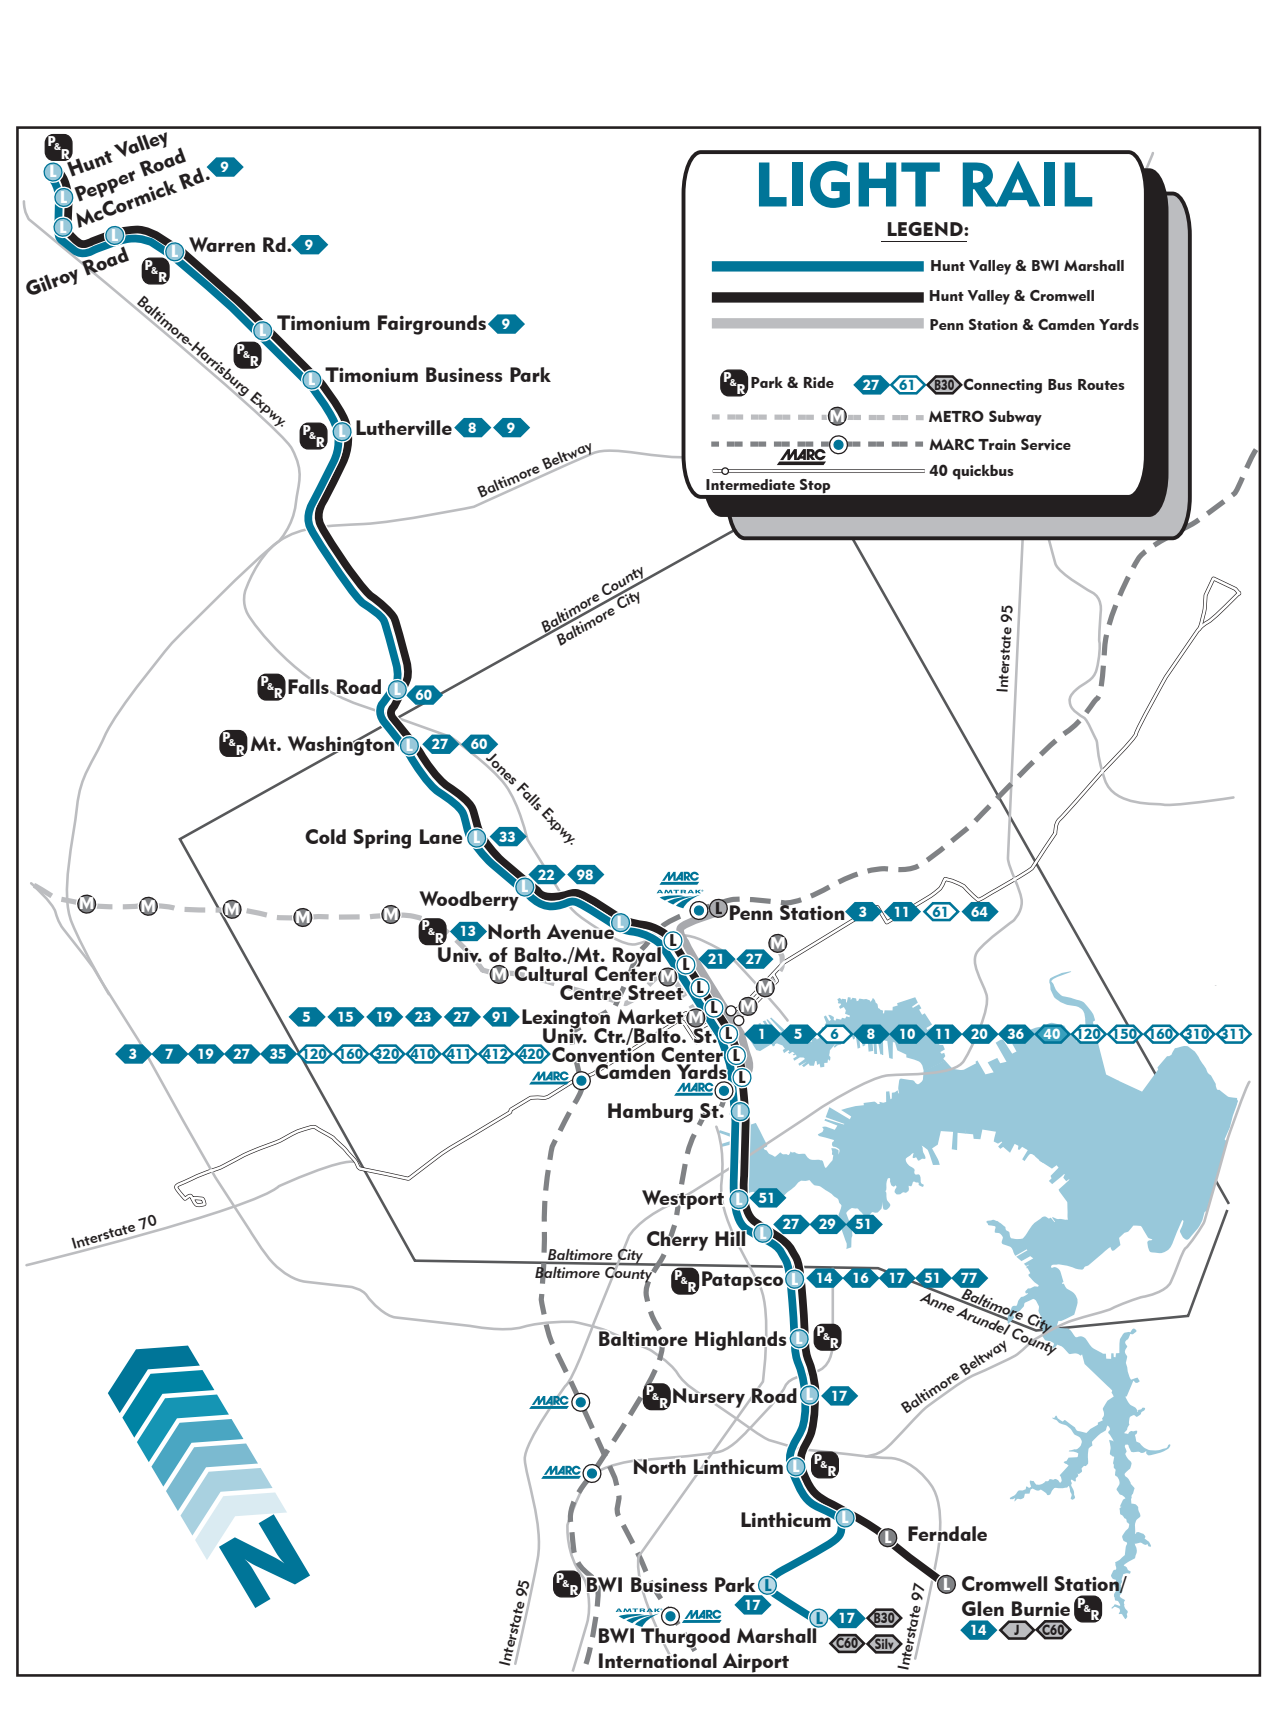 LIGHT RAIL
LEGEND:
Hunt Valley & BWI Marshall
Hunt Valley & Cromwell
Penn Station & Camden Yards
P&R Park & Ride 27 61 B30 Connecting Bus Routes
M METRO Subway
MARC Train Service
MARC
40 quickbus
Intermediate Stop
P&R
L Hunt Valley
L Pepper Road
L McCormick Rd. 9
L Gilroy Road
L Warren Rd. 9
P&R
Baltimore-Harrisburg Expwy.
L Timonium Fairgrounds 9
P&R
L Timonium Business Park
P&R L Lutherville 8 9
Baltimore Beltway
Baltimore County
Baltimore City
Interstate 95
P&R Falls Road L 60
P&R Mt. Washington L 27 60
Jones Falls Expwy.
Cold Spring Lane L 33
L 22 98
Woodberry
M M M M M
MARC
AMTRAK
L Penn Station 3 11 61 64
P&R 13 North Avenue L
Univ. of Balto./Mt. Royal L
M
21 27
M Cultural Center M L
M
Centre Street L
M
5 15 19 23 27 91 Lexington Market M L
Univ. Ctr./Balto. St. L 1 5 6 8 10 11 20 36 40 120 150 160 310 311
3 7 19 27 35 120 160 320 410 411 412 420 Convention Center L
MARC Camden Yards L
MARC
Hamburg St. L
Westport L 51
Cherry Hill L 27 29 51
Interstate 70
Baltimore City
Baltimore County
P&R Patapsco L 14 16 17 51 77
Baltimore City
Anne Arundel County
Baltimore Highlands L P&R
Baltimore Beltway
P&R Nursery Road L 17
MARC
North Linthicum L P&R
MARC
Linthicum L
L Ferndale
N
P&R BWI Business Park L
17
L Cromwell Station/
Glen Burnie P&R
14 J C60
AMTRAK MARC
L 17 B30
C60 Silv
BWI Thurgood Marshall
International Airport
Interstate 95
Interstate 97